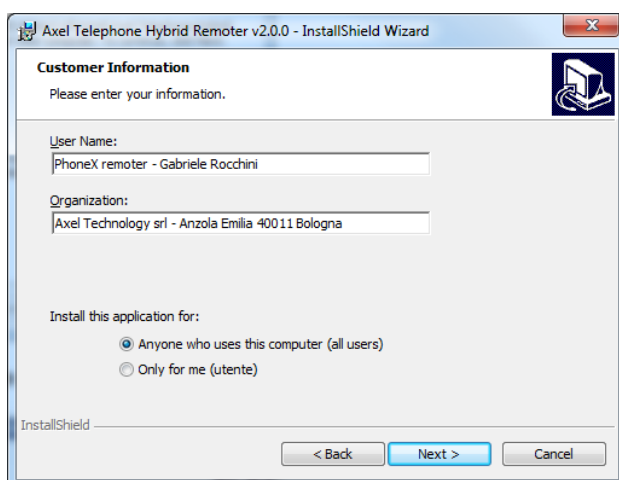 Axel Telephone Hybrid Remoter v2.0.0 - InstallShield Wizard
Customer Information
Please enter your information.
User Name:
PhoneX remoter - Gabriele Rocchini
Organization:
Axel Technology srl - Anzola Emilia 40011 Bologna
Install this application for:
Anyone who uses this computer (all users)
Only for me (utente)
InstallShield
< Back Next > Cancel